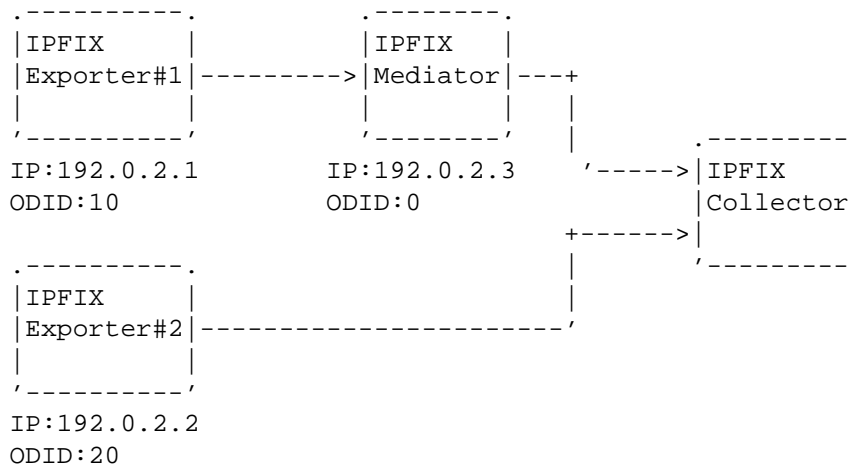 IPFIX
Exporter#1
IPFIX
Mediator
IP:192.0.2.1
ODID:10
IP:192.0.2.3
ODID:0
IPFIX
Collector
IPFIX
Exporter#2
IP:192.0.2.2
ODID:20